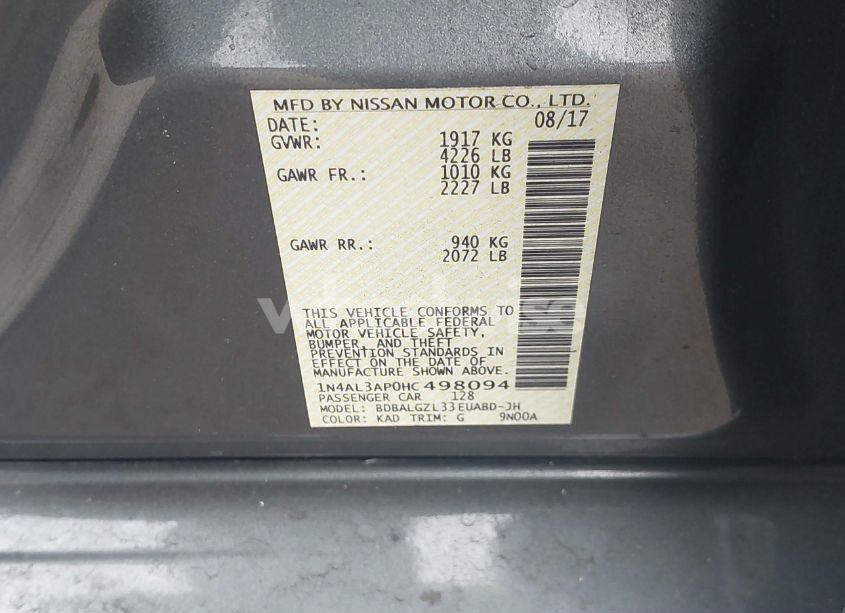 MFD BY NISSAN MOTOR CO., LTD.
DATE: 08/17
GVWR: 1917 KG
4226 LB
GAWR FR.: 1010 KG
2227 LB
GAWR RR.: 940 KG
2072 LB
THIS VEHICLE CONFORMS TO
ALL APPLICABLE FEDERAL
MOTOR VEHICLE SAFETY,
BUMPER, AND THEFT
PREVENTION STANDARDS IN
EFFECT ON THE DATE OF
MANUFACTURE SHOWN ABOVE.
1N4AL3AP0HC498094
PASSENGER CAR 128
MODEL: BDBALGZL33EUABD-JH
COLOR: KAD TRIM: G 9N00A